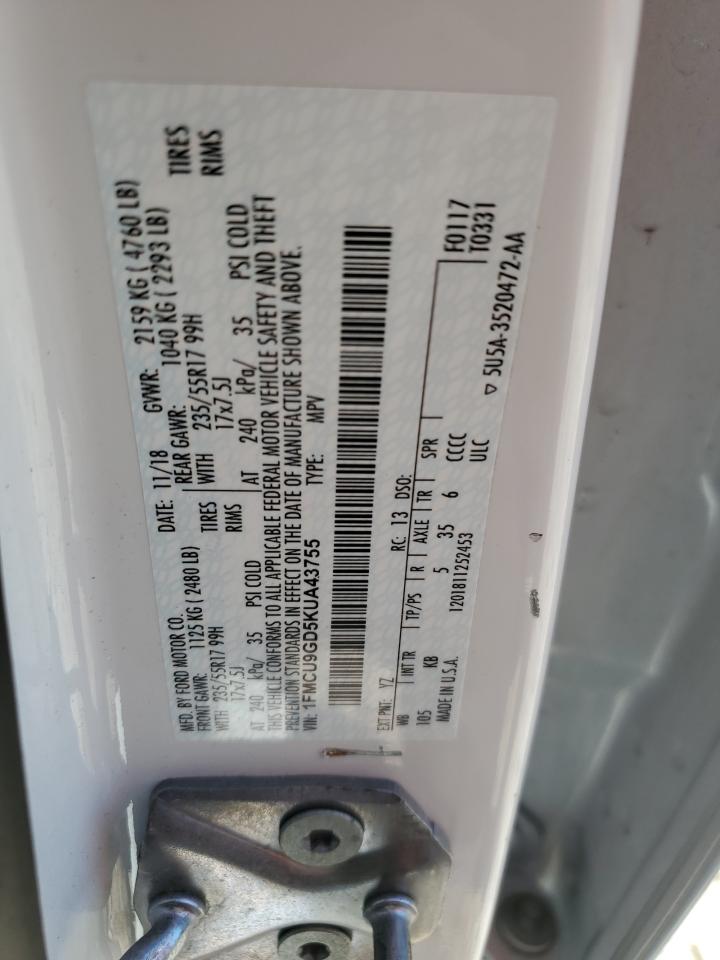 MFD. BY FORD MOTOR CO.
DATE: 11/18 GVWR: 2159 KG ( 4760 LB)
FRONT GAWR: 1125 KG ( 2480 LB) REAR GAWR: 1040 KG ( 2293 LB)
WITH 235/55R17 99H TIRES WITH 235/55R17 99H TIRES
17x7.5J RIMS 17x7.5J RIMS
AT 240 kPa/ 35 PSI COLD AT 240 kPa/ 35 PSI COLD
THIS VEHICLE CONFORMS TO ALL APPLICABLE FEDERAL MOTOR VEHICLE SAFETY AND THEFT
PREVENTION STANDARDS IN EFFECT ON THE DATE OF MANUFACTURE SHOWN ABOVE.
VIN: 1FMCU9GD5KUA43755 TYPE: MPV
EXT PNT: YZ RC: 13 DSO: F0117
WB INT TR TP/PS R AXLE TR SPR T0331
105 KB 5 35 6 CCCC
MADE IN U.S.A. 1201811252453 ULC ▽ 5U5A-3520472-AA